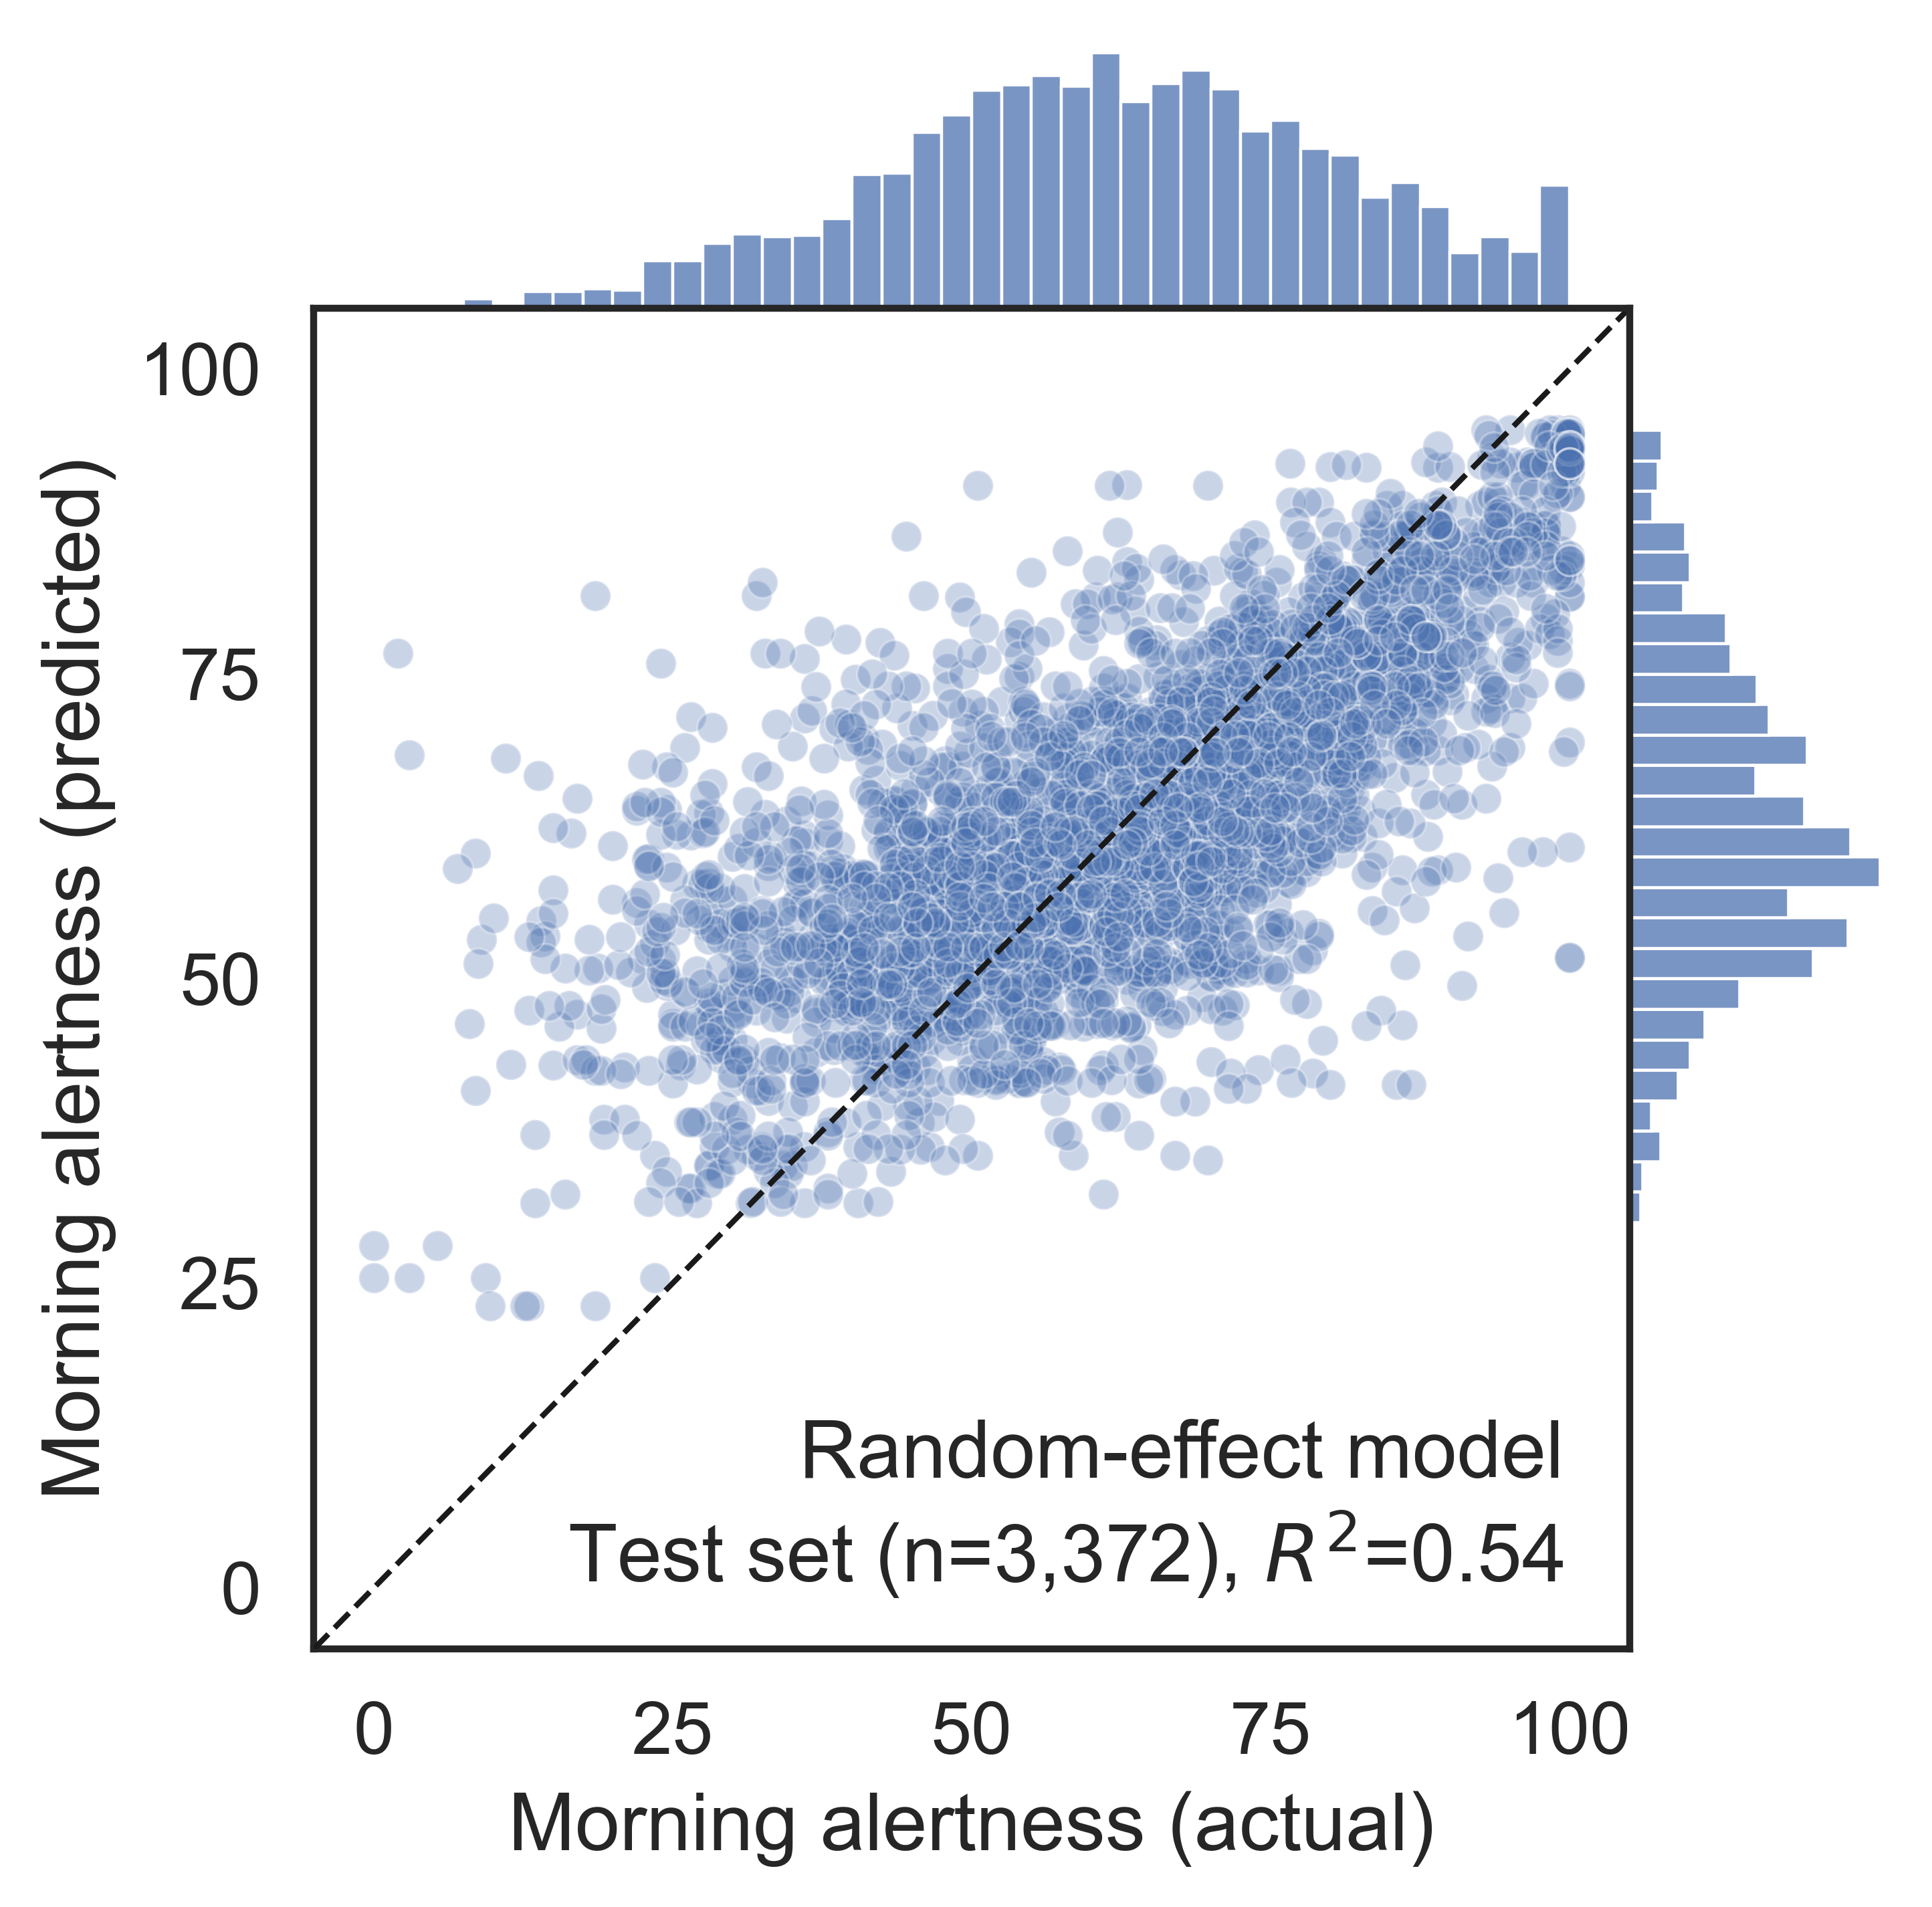 100
75
50
25
0
Morning alertness (predicted)
Random-effect model
Test set (n=3,372), R²=0.54
0 25 50 75 100
Morning alertness (actual)